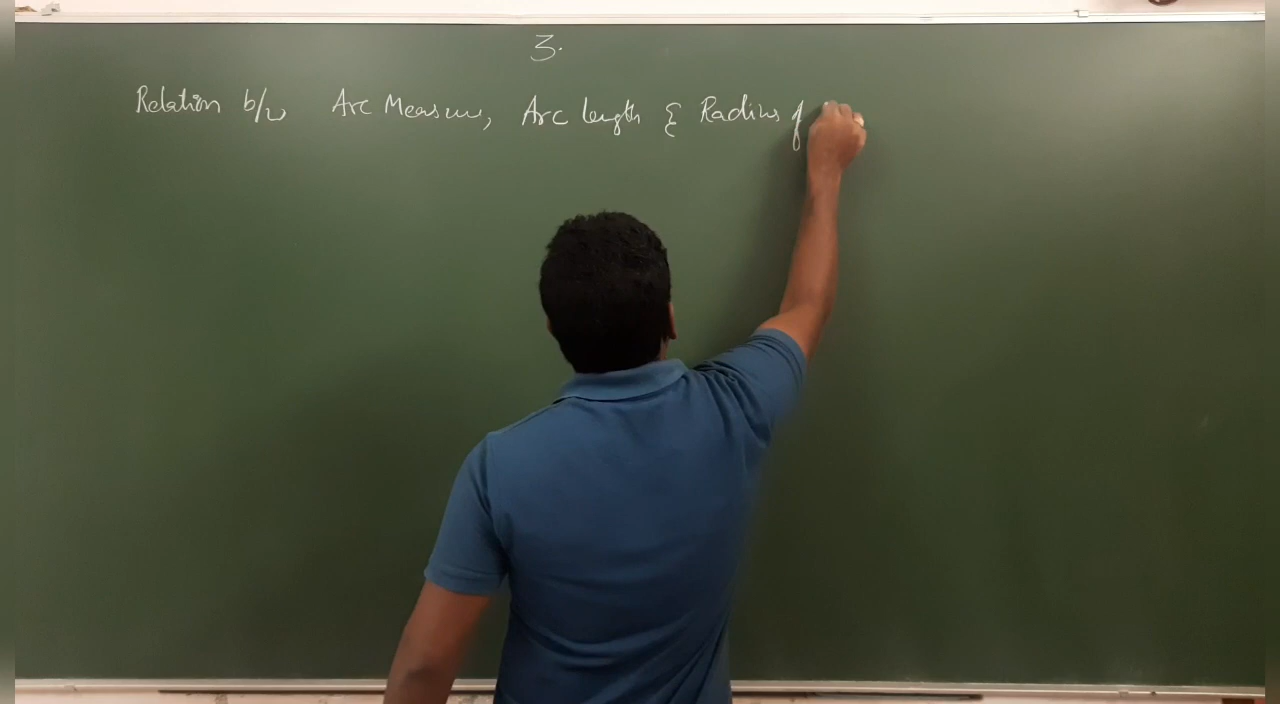 3.
Relation b/w Arc Measure, Arc length & Radius of